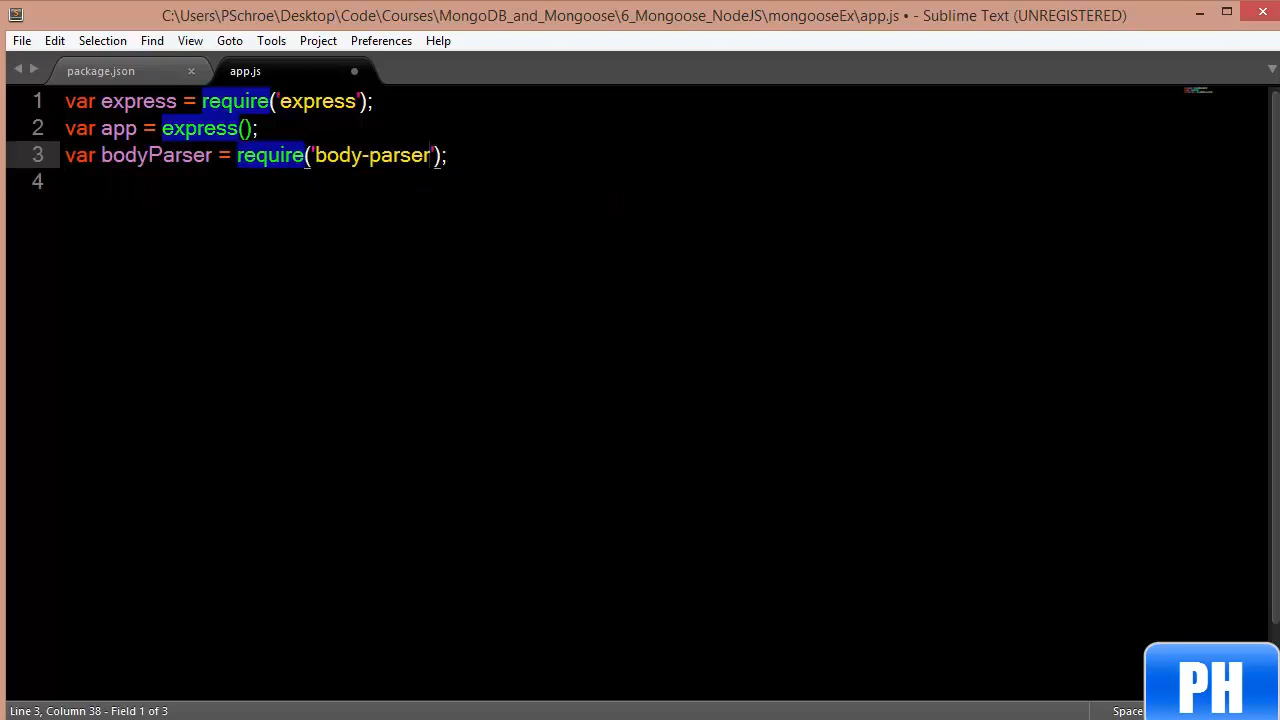 C:\Users\PSchroe\Desktop\Code\Courses\MongoDB_and_Mongoose\6_Mongoose_NodeJS\mongooseEx\app.js • - Sublime Text (UNREGISTERED)
File Edit Selection Find View Goto Tools Project Preferences Help
package.json app.js
1 var express = require('express');
2 var app = express();
3 var bodyParser = require('body-parser');
4
Line 3, Column 38 - Field 1 of 3 Space
PH